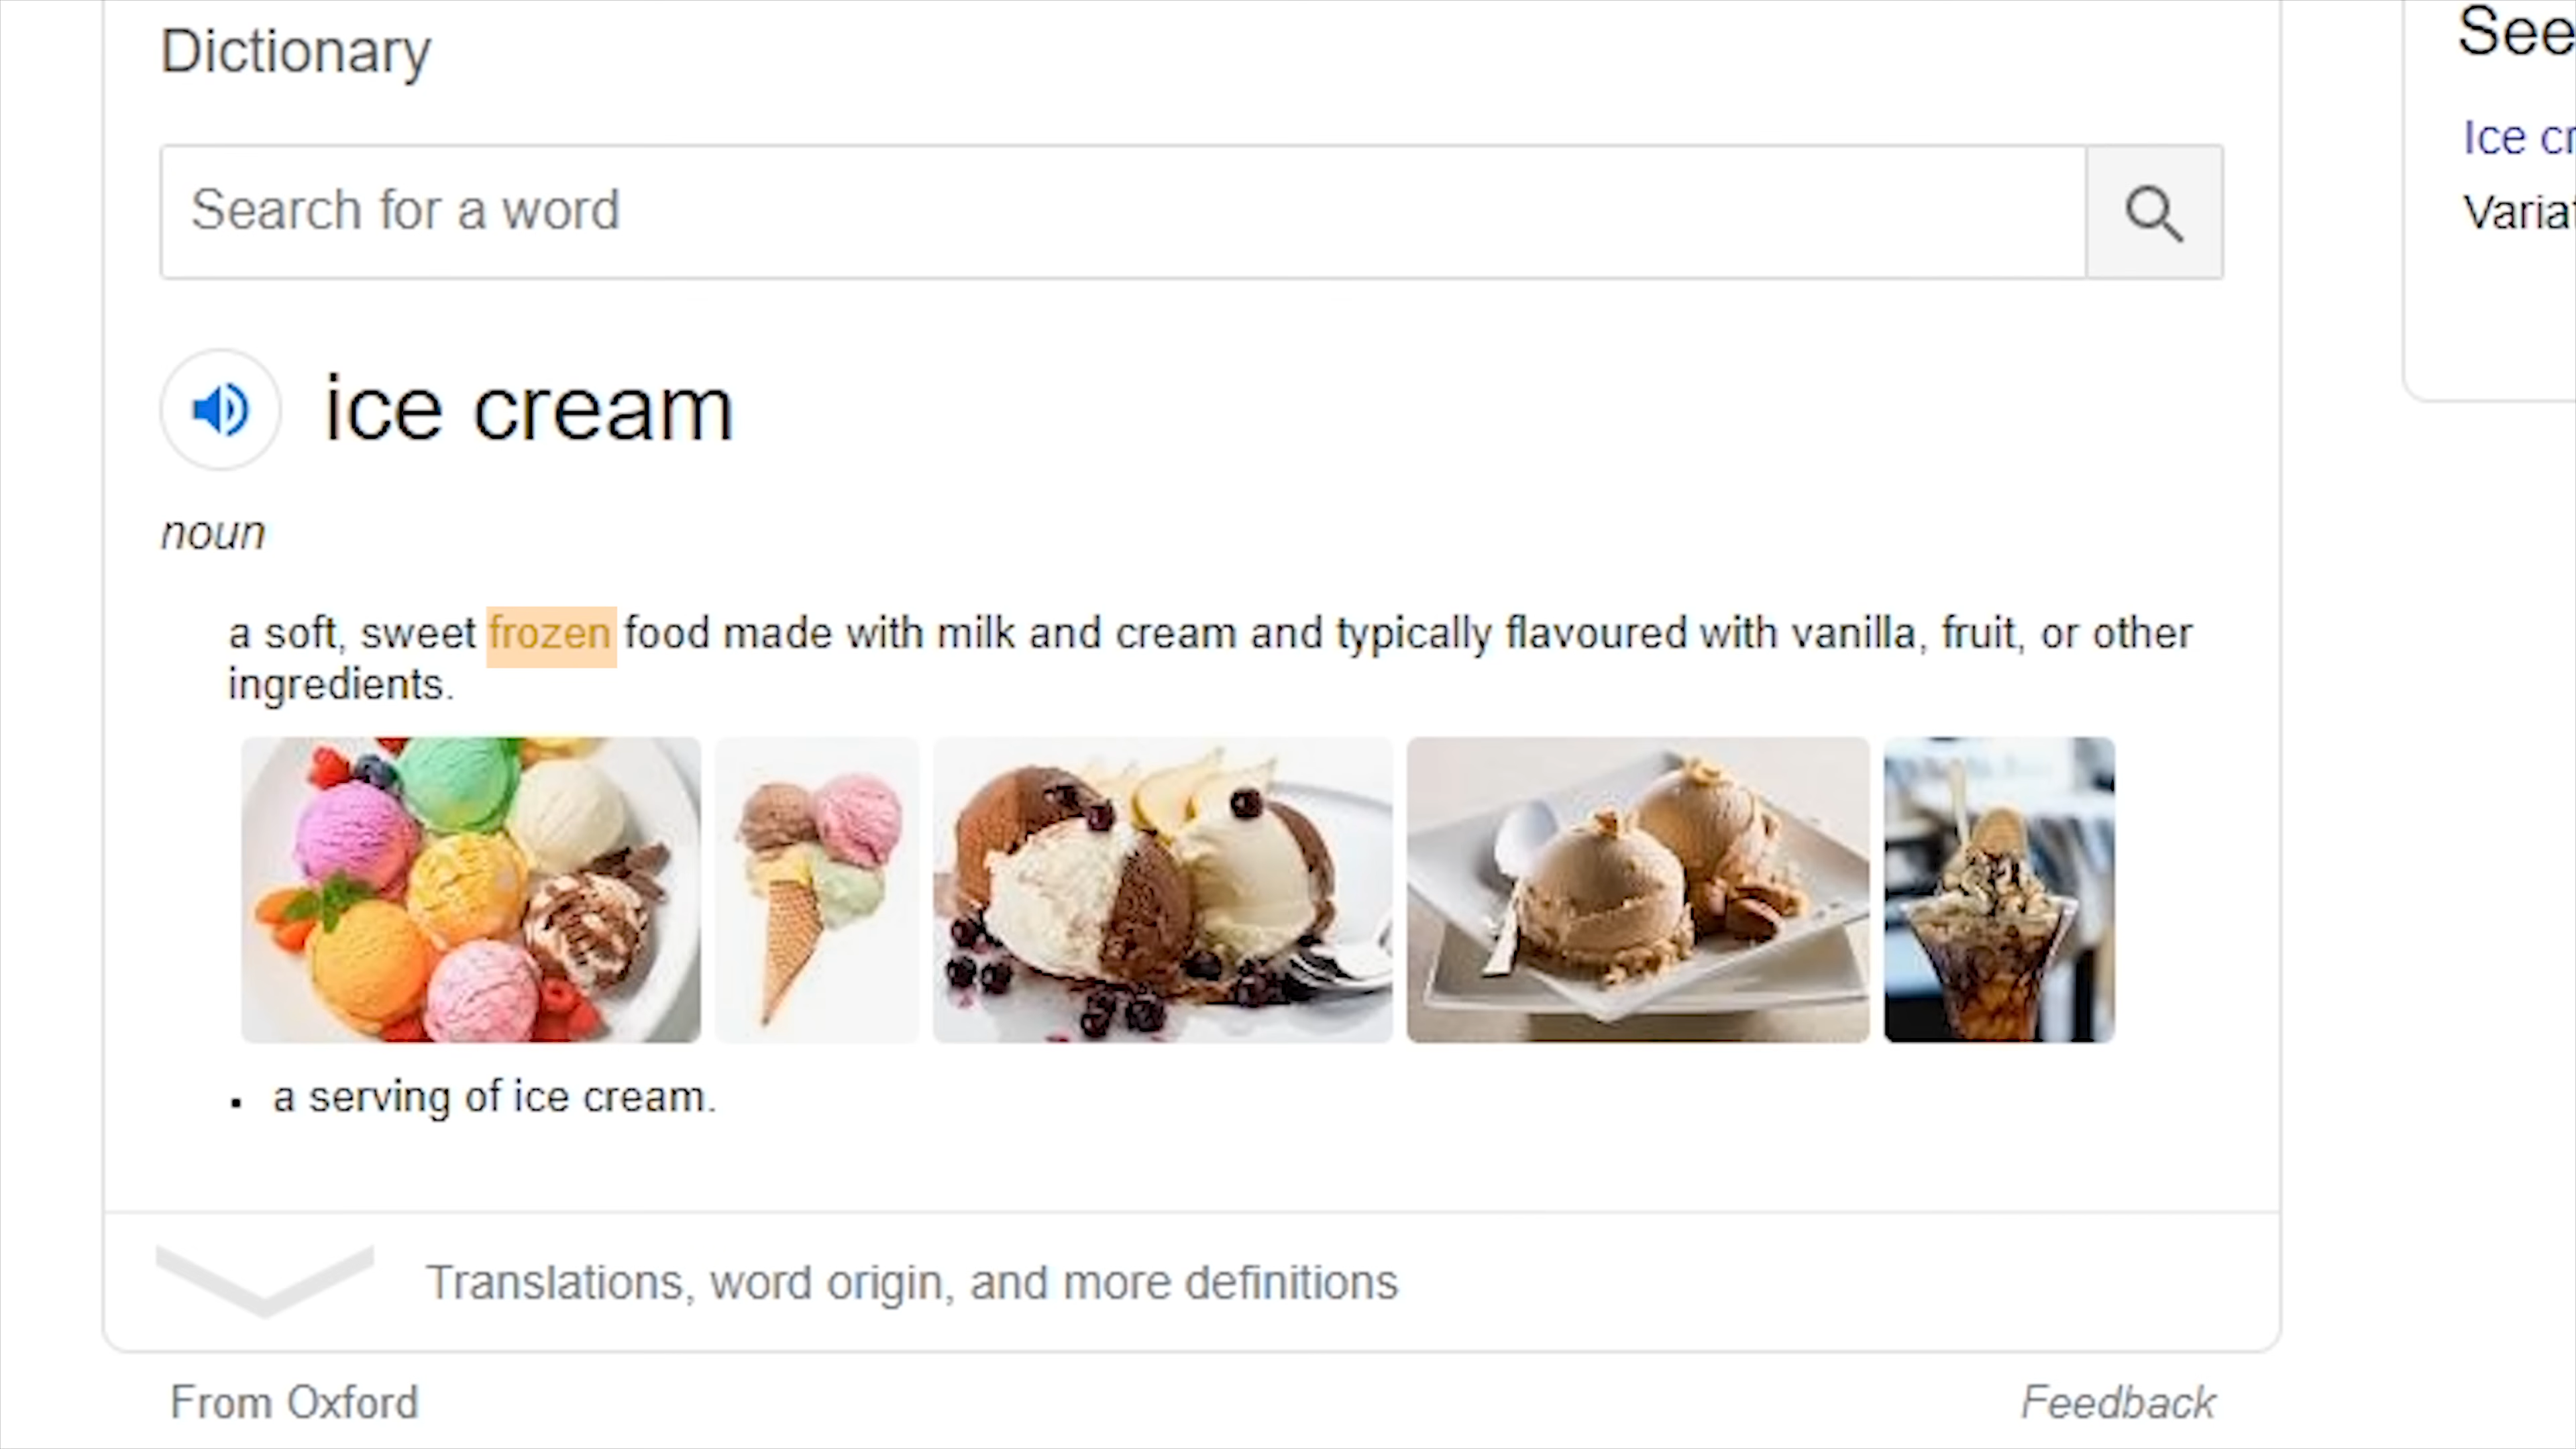 Dictionary
See
Search for a word
Ice cr
Variat
ice cream
noun
a soft, sweet frozen food made with milk and cream and typically flavoured with vanilla, fruit, or other
ingredients.
▪ a serving of ice cream.
Translations, word origin, and more definitions
From Oxford
Feedback